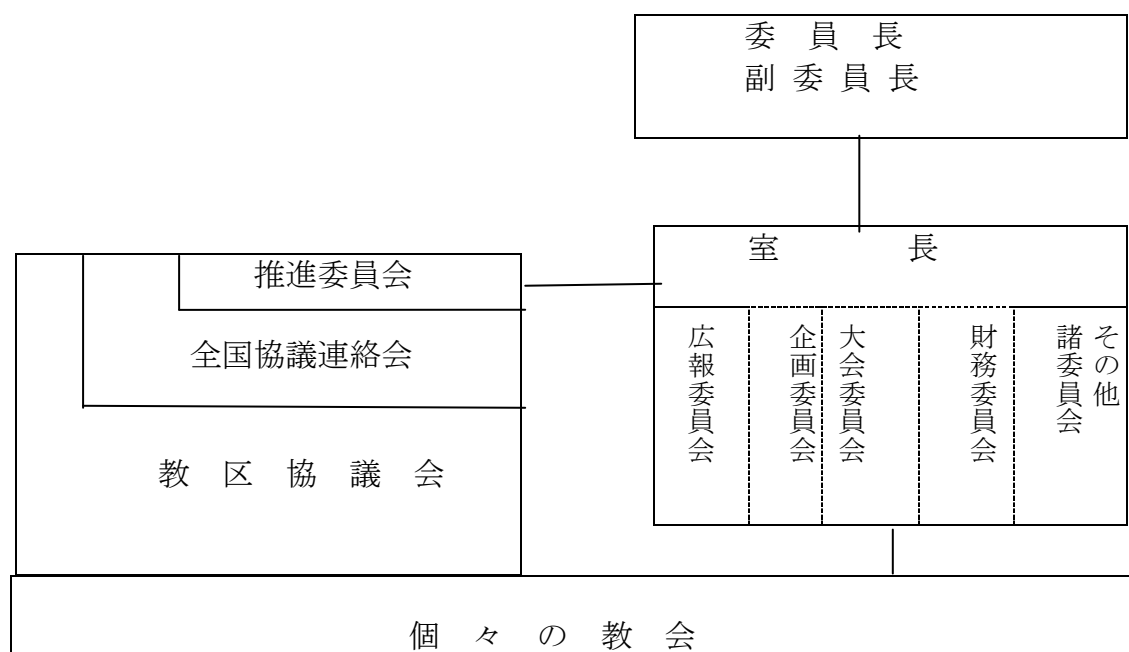 委　員　長
副 委 員 長
室　　　　長
推進委員会
全国協議連絡会
教　区　協　議　会
広報委員会
企画委員会
大会委員会
財務委員会
その他
諸委員会
個　々　の　教　会